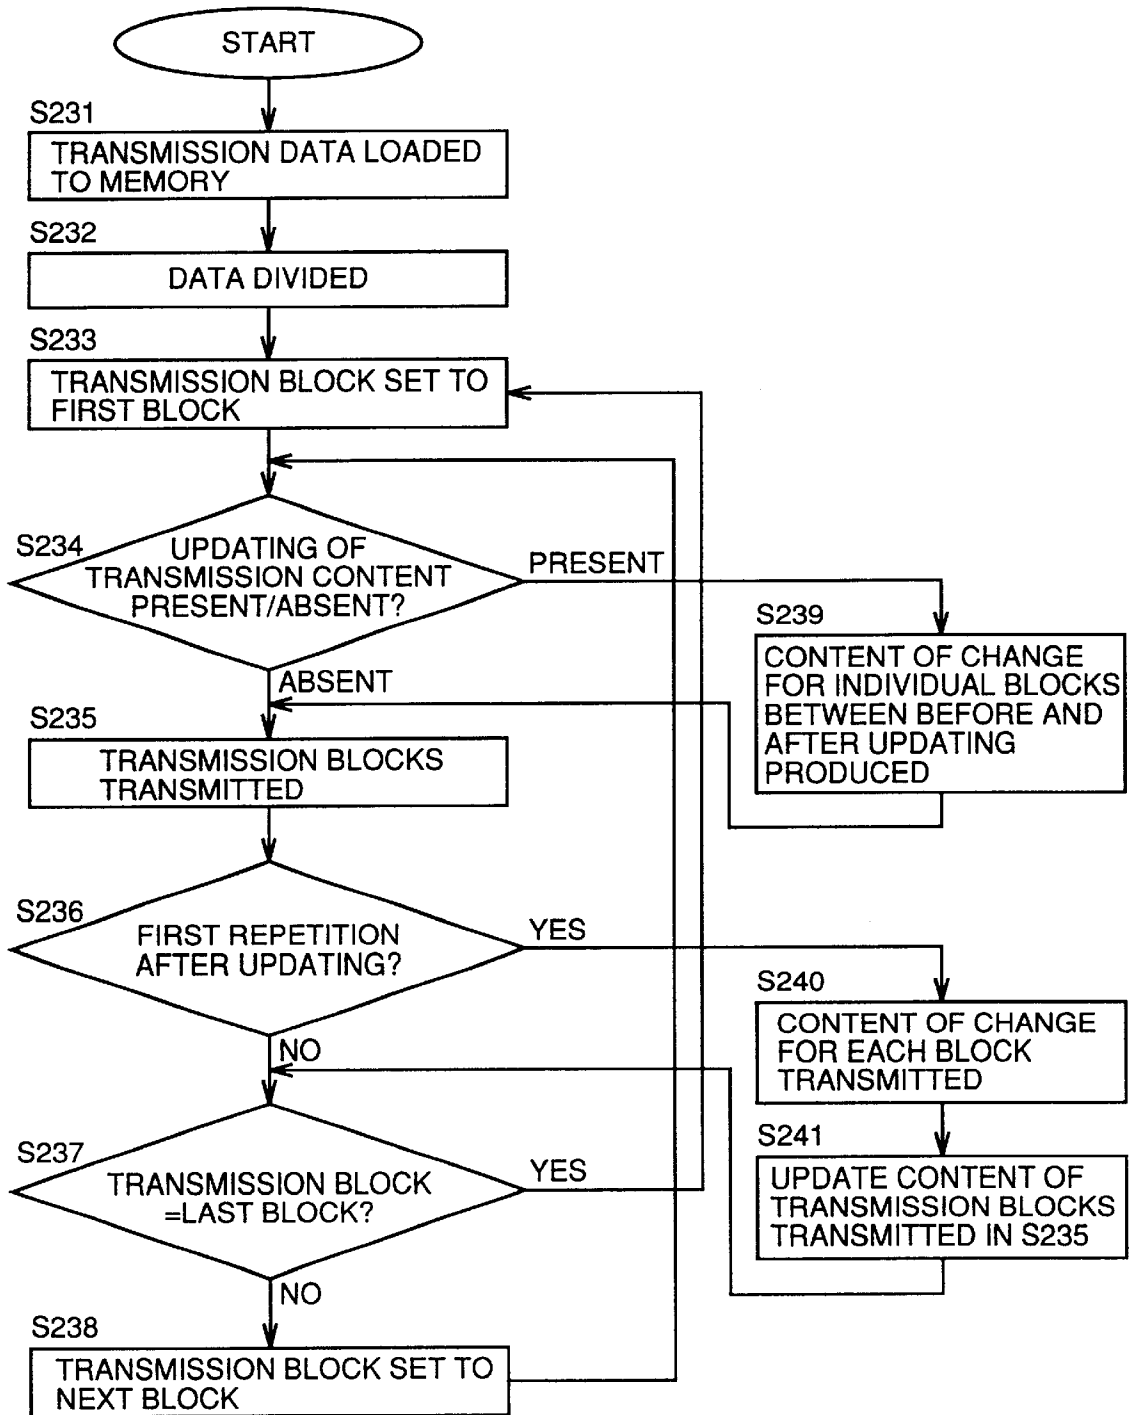 START
S231
TRANSMISSION DATA LOADED
TO MEMORY
S232
DATA DIVIDED
S233
TRANSMISSION BLOCK SET TO
FIRST BLOCK
S234
UPDATING OF
TRANSMISSION CONTENT
PRESENT/ABSENT?
PRESENT
S239
CONTENT OF CHANGE
FOR INDIVIDUAL BLOCKS
BETWEEN BEFORE AND
AFTER UPDATING
PRODUCED
ABSENT
S235
TRANSMISSION BLOCKS
TRANSMITTED
S236
FIRST REPETITION
AFTER UPDATING?
YES
S240
CONTENT OF CHANGE
FOR EACH BLOCK
TRANSMITTED
NO
S241
UPDATE CONTENT OF
TRANSMISSION BLOCKS
TRANSMITTED IN S235
S237
TRANSMISSION BLOCK
=LAST BLOCK?
YES
NO
S238
TRANSMISSION BLOCK SET TO
NEXT BLOCK